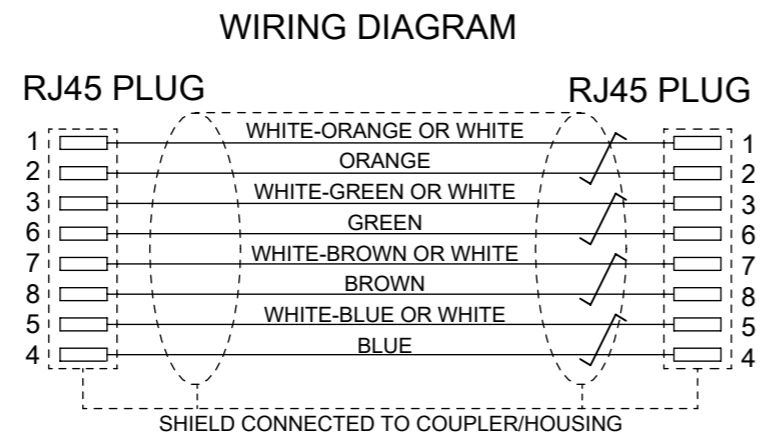 WIRING DIAGRAM
RJ45 PLUG RJ45 PLUG
1 WHITE-ORANGE OR WHITE 1
2 ORANGE 2
3 WHITE-GREEN OR WHITE 3
6 GREEN 6
7 WHITE-BROWN OR WHITE 7
8 BROWN 8
5 WHITE-BLUE OR WHITE 5
4 BLUE 4
SHIELD CONNECTED TO COUPLER/HOUSING